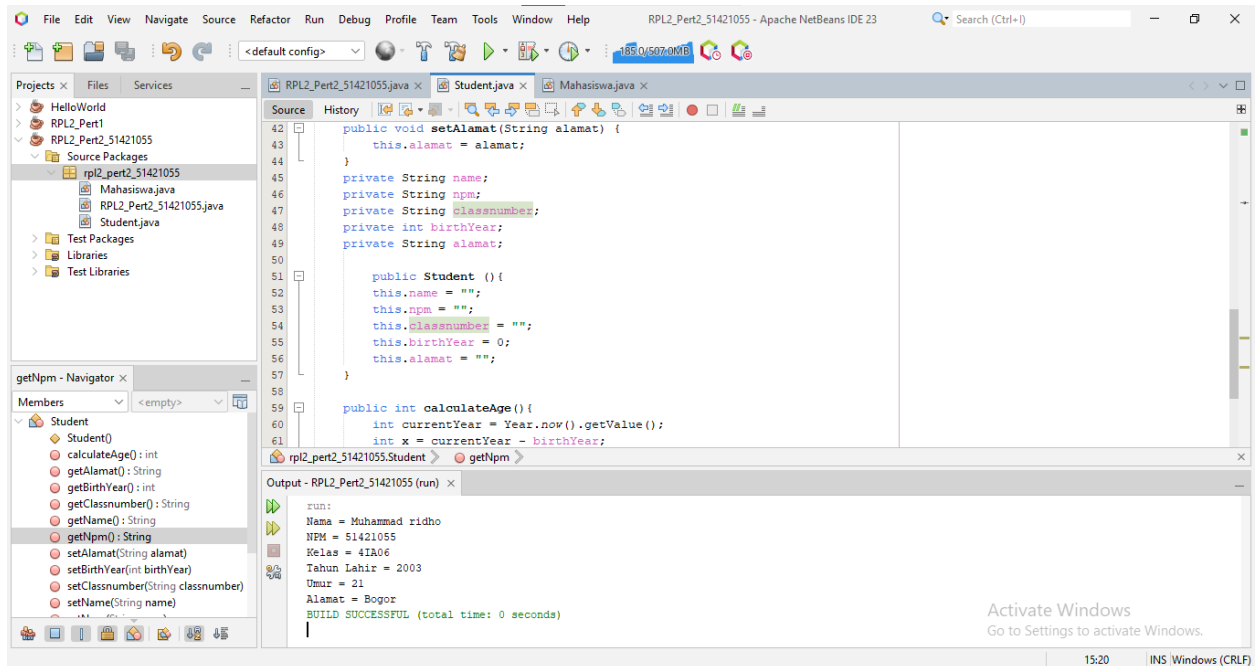 File Edit View Navigate Source Refactor Run Debug Profile Team Tools Window Help RPL2_Pert2_51421055 - Apache NetBeans IDE 23 Search (Ctrl+I)
<default config> 185.0/507.0MB
Projects × Files Services
HelloWorld
RPL2_Pert1
RPL2_Pert2_51421055
Source Packages
rpl2_pert2_51421055
Mahasiswa.java
RPL2_Pert2_51421055.java
Student.java
Test Packages
Libraries
Test Libraries
getNpm - Navigator ×
Members <empty>
Student
Student()
calculateAge() : int
getAlamat() : String
getBirthYear() : int
getClassnumber() : String
getName() : String
getNpm() : String
setAlamat(String alamat)
setBirthYear(int birthYear)
setClassnumber(String classnumber)
setName(String name)
RPL2_Pert2_51421055.java × Student.java × Mahasiswa.java ×
Source History
42 public void setAlamat(String alamat) {
43 this.alamat = alamat;
44 }
45 private String name;
46 private String npm;
47 private String classnumber;
48 private int birthYear;
49 private String alamat;
50
51 public Student (){
52 this.name = "";
53 this.npm = "";
54 this.classnumber = "";
55 this.birthYear = 0;
56 this.alamat = "";
57 }
58
59 public int calculateAge(){
60 int currentYear = Year.now().getValue();
61 int x = currentYear - birthYear;
rpl2_pert2_51421055.Student getNpm
Output - RPL2_Pert2_51421055 (run) ×
run:
Nama = Muhammad ridho
NPM = 51421055
Kelas = 4IA06
Tahun Lahir = 2003
Umur = 21
Alamat = Bogor
BUILD SUCCESSFUL (total time: 0 seconds)
Activate Windows
Go to Settings to activate Windows.
15:20 INS Windows (CRLF)